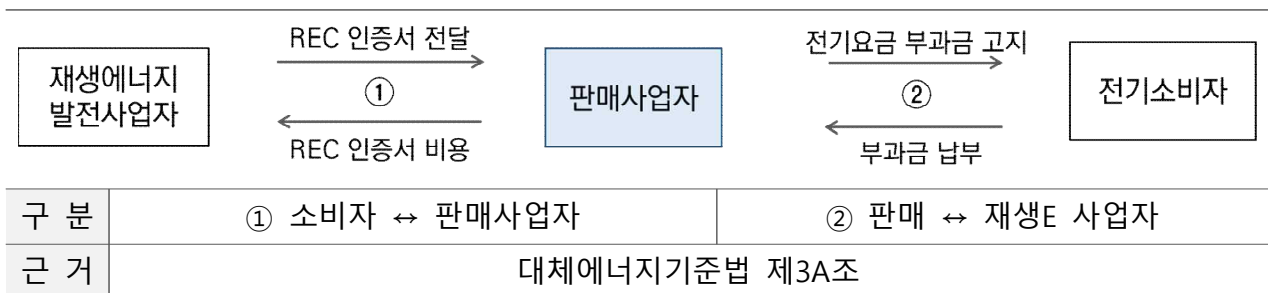 REC 인증서 전달
전기요금 부과금 고지
재생에너지
발전사업자
①
판매사업자
②
전기소비자
REC 인증서 비용
부과금 납부
구 분
① 소비자 ↔ 판매사업자
② 판매 ↔ 재생E 사업자
근 거
대체에너지기준법 제3A조